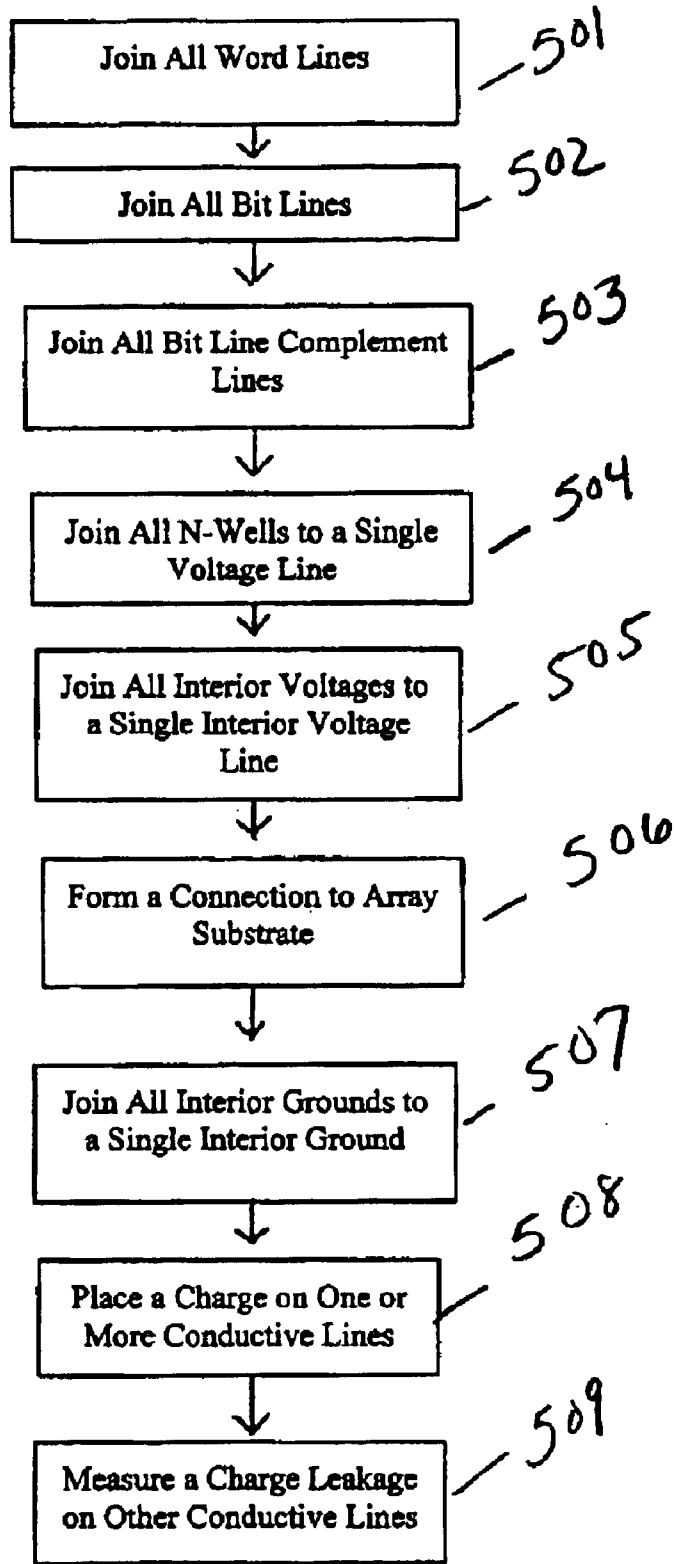 Join All Word Lines
501
Join All Bit Lines
502
Join All Bit Line Complement
Lines
503
Join All N-Wells to a Single
Voltage Line
504
Join All Interior Voltages to
a Single Interior Voltage
Line
505
Form a Connection to Array
Substrate
506
Join All Interior Grounds to
a Single Interior Ground
507
Place a Charge on One or
More Conductive Lines
508
Measure a Charge Leakage
on Other Conductive Lines
509